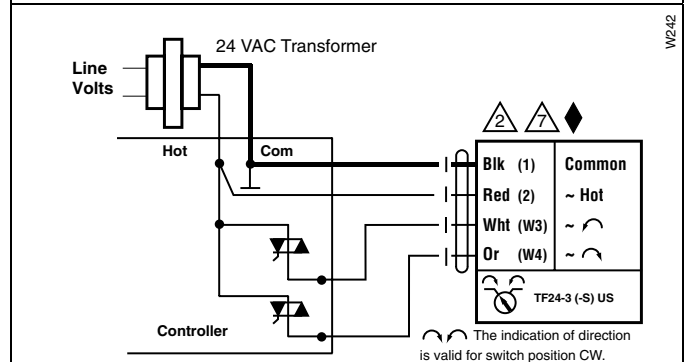 W242
24 VAC Transformer
Line
Volts
2
7
Hot
Com
Blk (1) Common
Red (2) ~ Hot
Wht (W3) ~
Or (W4) ~
TF24-3 (-S) US
Controller
The indication of direction
is valid for switch position CW.